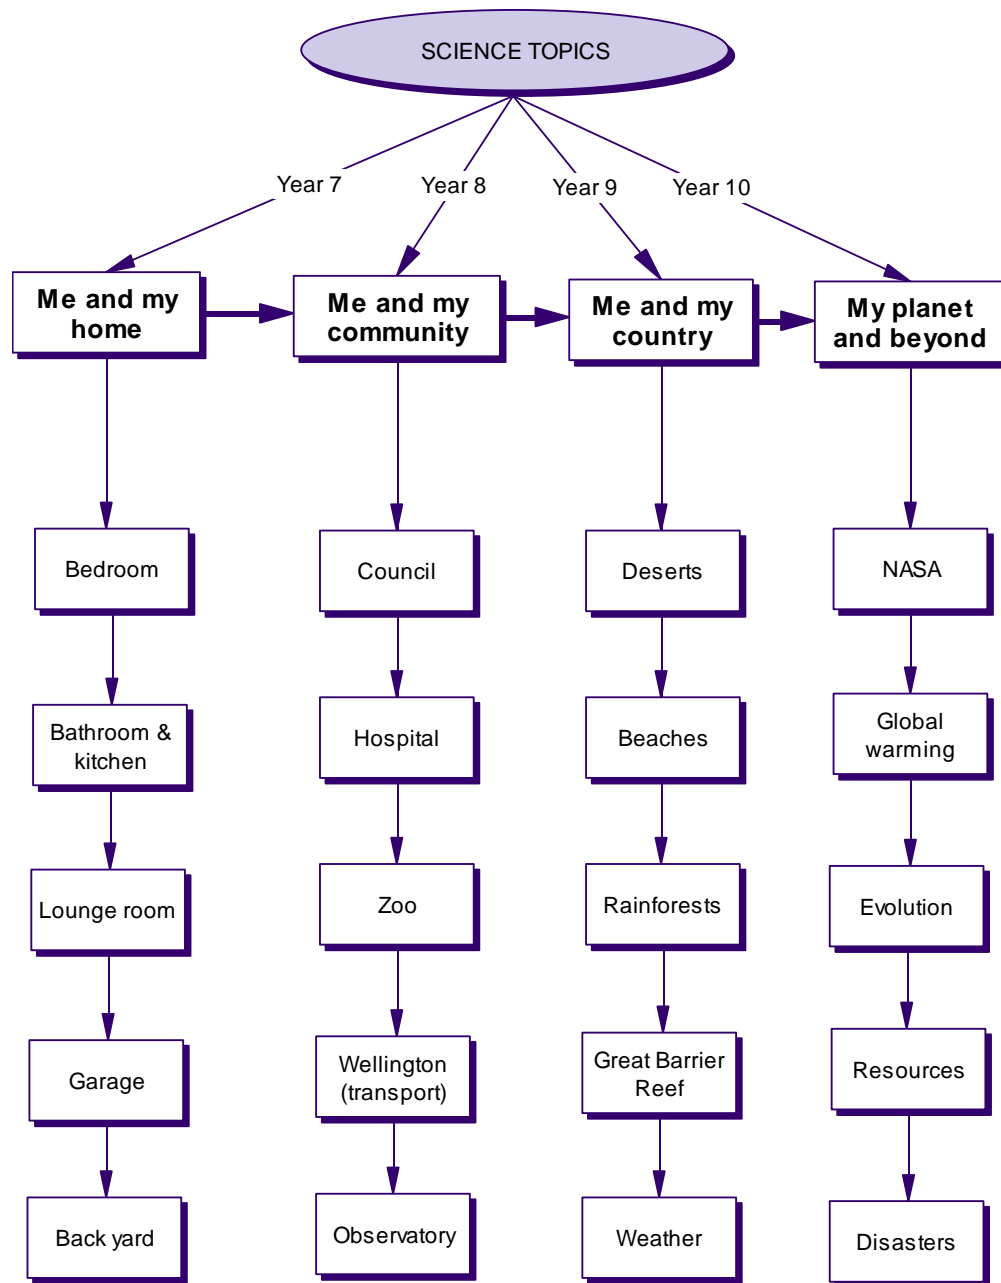 SCIENCE TOPICS
Year 7
Year 8
Year 9
Year 10
Me and my
home
Me and my
community
Me and my
country
My planet
and beyond
Bedroom
Council
Deserts
NASA
Bathroom &
kitchen
Hospital
Beaches
Global
warming
Lounge room
Zoo
Rainforests
Evolution
Garage
Wellington
(transport)
Great Barrier
Reef
Resources
Back yard
Observatory
Weather
Disasters